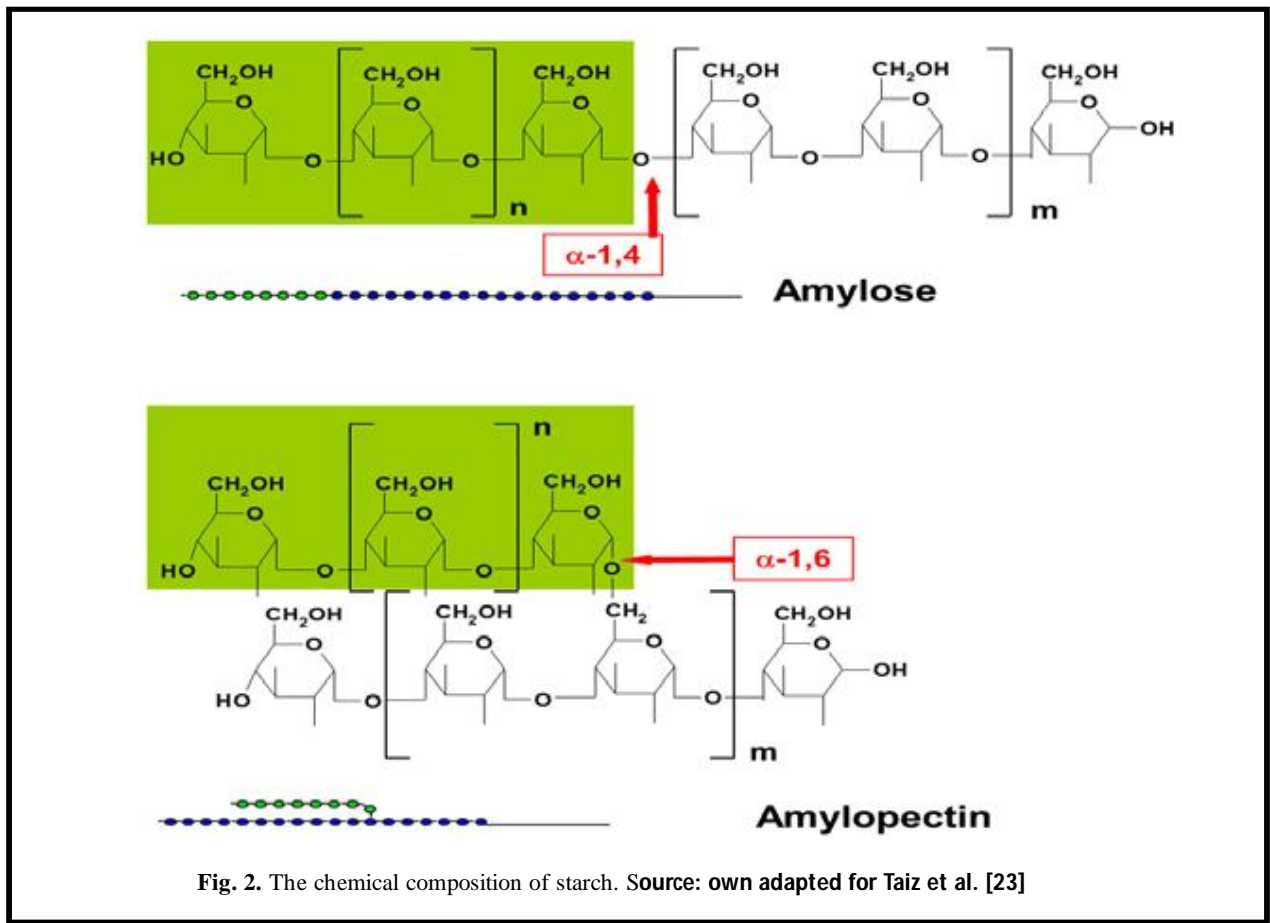 CH₂OH CH₂OH CH₂OH CH₂OH CH₂OH CH₂OH
O O O O O O
OH
HO O O O O O
n m
α-1,4
Amylose
n
CH₂OH CH₂OH CH₂OH
O O O
α-1,6
HO O O O
CH₂OH CH₂OH CH₂ CH₂OH
O O O O
OH
HO O O O
m
Amylopectin
Fig. 2. The chemical composition of starch. Source: own adapted for Taiz et al. [23]